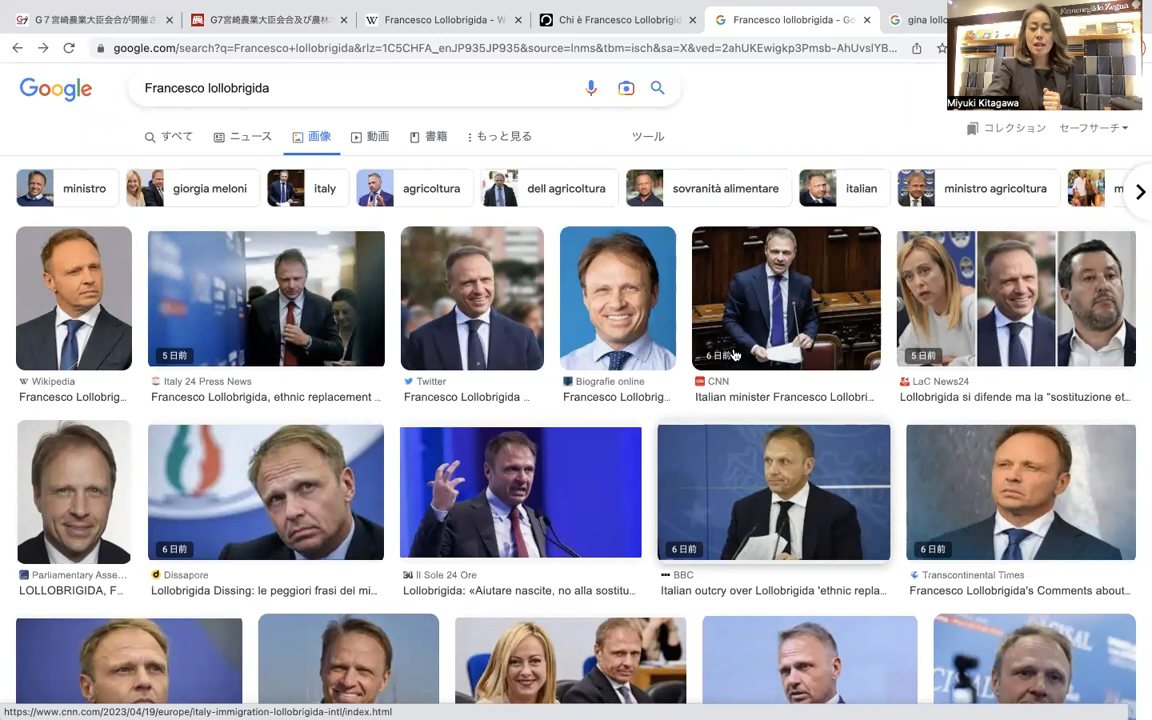 G7宮崎農業大臣会合が開催さ
G7宮崎農業大臣会合及び農林
Francesco Lollobrigida - W
Chi è Francesco Lollobrigid
Francesco lollobrigida - Go
gina lollo
google.com/search?q=Francesco+lollobrigida&rlz=1C5CHFA_enJP935JP935&source=lnms&tbm=isch&sa=X&ved=2ahUKEwigkp3Pmsb-AhUvslYB...
Ermenegildo Zegna
Miyuki Kitagawa
Google
Francesco lollobrigida
すべて
ニュース
画像
動画
書籍
もっと見る
ツール
コレクション
セーフサーチ
ministro
giorgia meloni
italy
agricoltura
dell agricoltura
sovranità alimentare
italian
ministro agricoltura
m
5 日前
6 日前
5 日前
Wikipedia
Italy 24 Press News
Twitter
Biografie online
CNN
LaC News24
Francesco Lollobrig...
Francesco Lollobrigida, ethnic replacement ...
Francesco Lollobrigida ...
Francesco Lollobrig...
Italian minister Francesco Lollobri...
Lollobrigida si difende ma la “sostituzione et...
6 日前
6 日前
6 日前
Parliamentary Asse...
Dissapore
Il Sole 24 Ore
BBC
Transcontinental Times
LOLLOBRIGIDA, F...
Lollobrigida Dissing: le peggiori frasi del mi...
Lollobrigida: «Aiutare nascite, no alla sostitu...
Italian outcry over Lollobrigida 'ethnic repla...
Francesco Lollobrigida's Comments about...
CISAL
https://www.cnn.com/2023/04/19/europe/italy-immigration-lollobrigida-intl/index.html